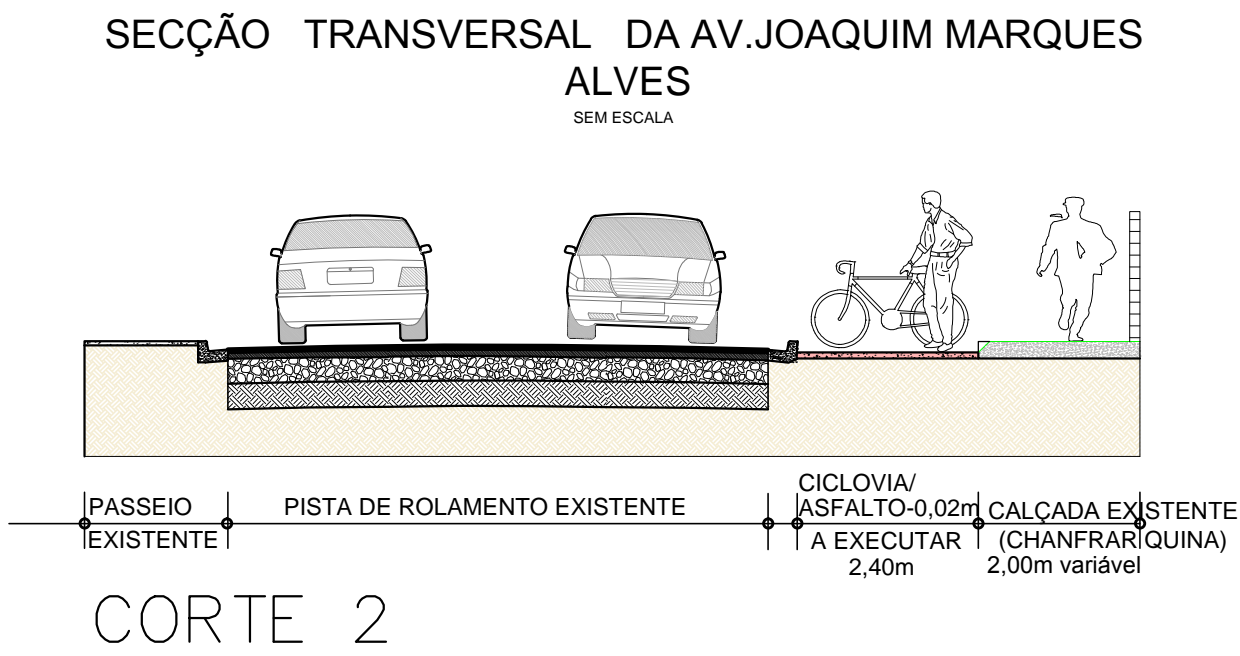 SECÇÃO TRANSVERSAL DA AV.JOAQUIM MARQUES
ALVES
SEM ESCALA
PASSEIO
EXISTENTE
PISTA DE ROLAMENTO EXISTENTE
CICLOVIA/
ASFALTO-0,02m
A EXECUTAR
2,40m
CALÇADA EXISTENTE
(CHANFRAR QUINA)
2,00m variável
CORTE 2